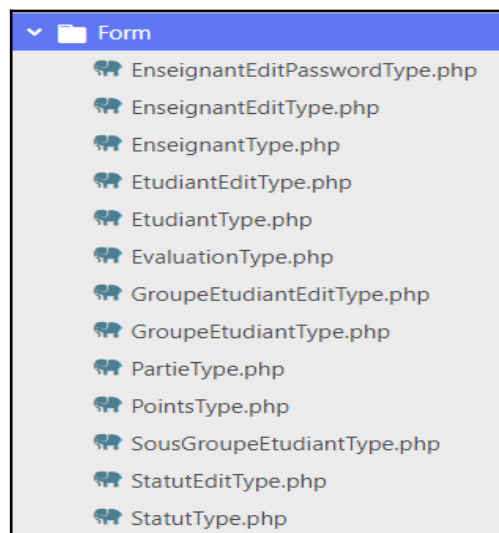 Form
EnseignantEditPasswordType.php
EnseignantEditType.php
EnseignantType.php
EtudiantEditType.php
EtudiantType.php
EvaluationType.php
GroupeEtudiantEditType.php
GroupeEtudiantType.php
PartieType.php
PointsType.php
SousGroupeEtudiantType.php
StatutEditType.php
StatutType.php